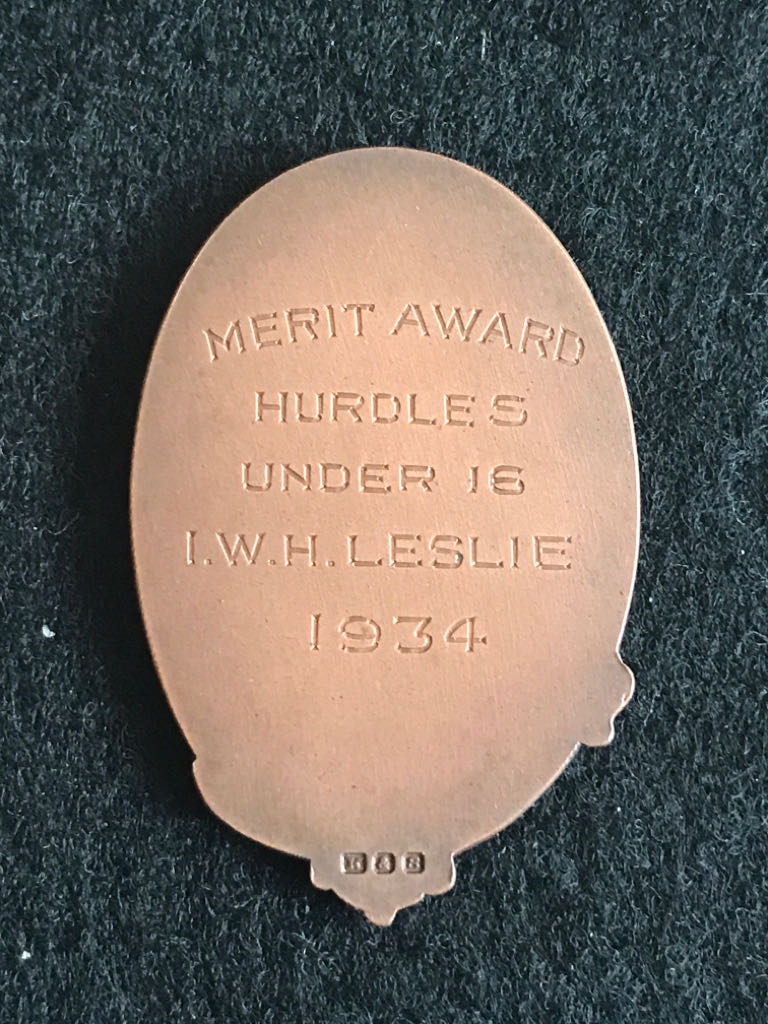 MERIT AWARD
HURDLES
UNDER 16
I.W.H. LESLIE
1934